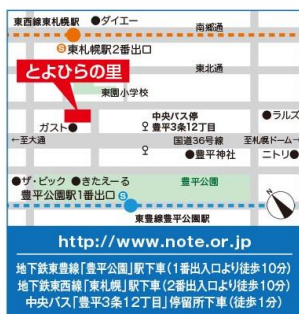 東西線東札幌駅 ●ダイエー
南郷通
S東札幌駅2番出口
東北通
とよひらの里
東園小学校
中央バス停
豊平3条12丁目
●ラルズ
ガスト●
←至大通
国道36号線
至札幌ドーム→
●豊平神社
ニトリ●
●ザ・ビック ●きたえーる
豊平公園
豊平公園駅1番出口S
N
東豊線豊平公園駅
http://www.note.or.jp
地下鉄東豊線「豊平公園」駅下車(1番出入口より徒歩10分)
地下鉄東西線「東札幌」駅下車(2番出入口より徒歩10分)
中央バス「豊平3条12丁目」停留所下車(徒歩1分)